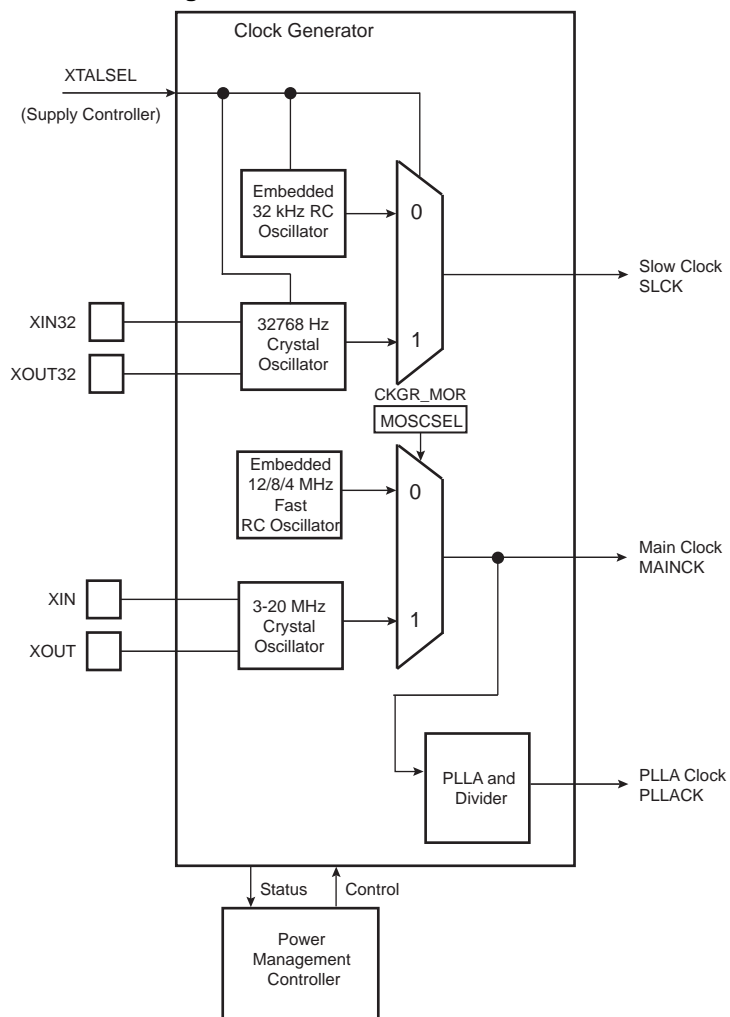 Clock Generator
XTALSEL
(Supply Controller)
Embedded
32 kHz RC
Oscillator
0
Slow Clock
SLCK
XIN32
XOUT32
32768 Hz
Crystal
Oscillator
1
CKGR_MOR
MOSCSEL
Embedded
12/8/4 MHz
Fast
RC Oscillator
0
Main Clock
MAINCK
XIN
XOUT
3-20 MHz
Crystal
Oscillator
1
PLLA and
Divider
PLLA Clock
PLLACK
Status
Control
Power
Management
Controller